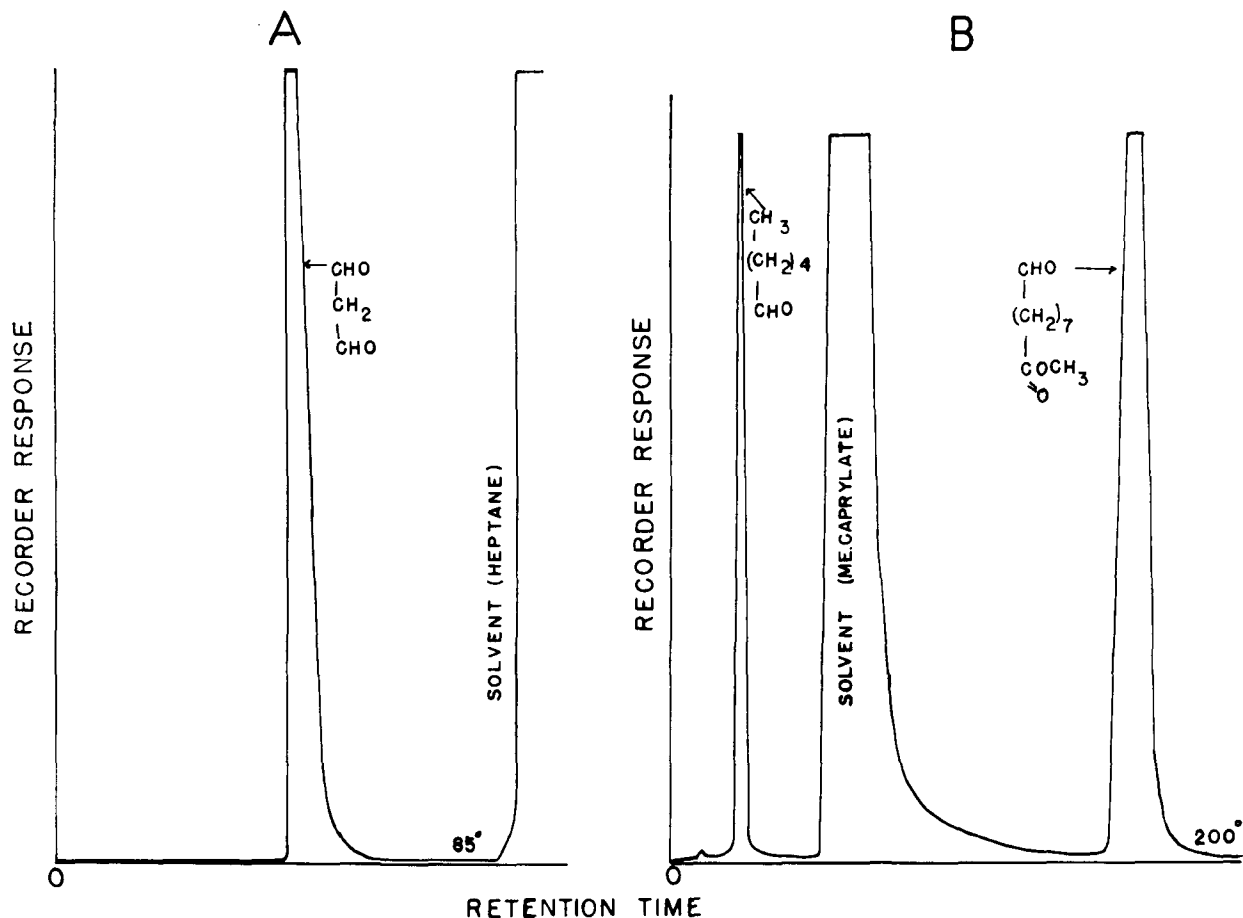 A
B
RECORDER RESPONSE
CHO
CH2
CHO
SOLVENT (HEPTANE)
85°
0
RECORDER RESPONSE
CH3
(CH2)4
CHO
SOLVENT (ME.CAPRYLATE)
CHO
(CH2)7
COCH3
O
200°
0
RETENTION TIME